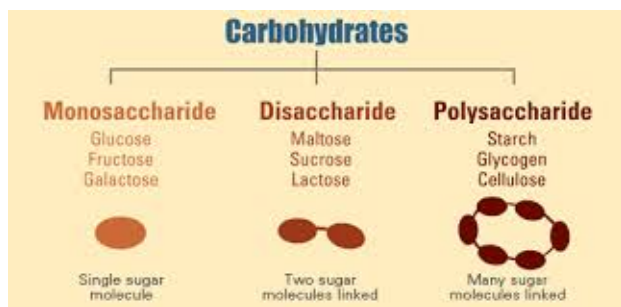 Carbohydrates
Monosaccharide
Glucose
Fructose
Galactose
Single sugar
molecule
Disaccharide
Maltose
Sucrose
Lactose
Two sugar
molecules linked
Polysaccharide
Starch
Glycogen
Cellulose
Many sugar
molecules linked